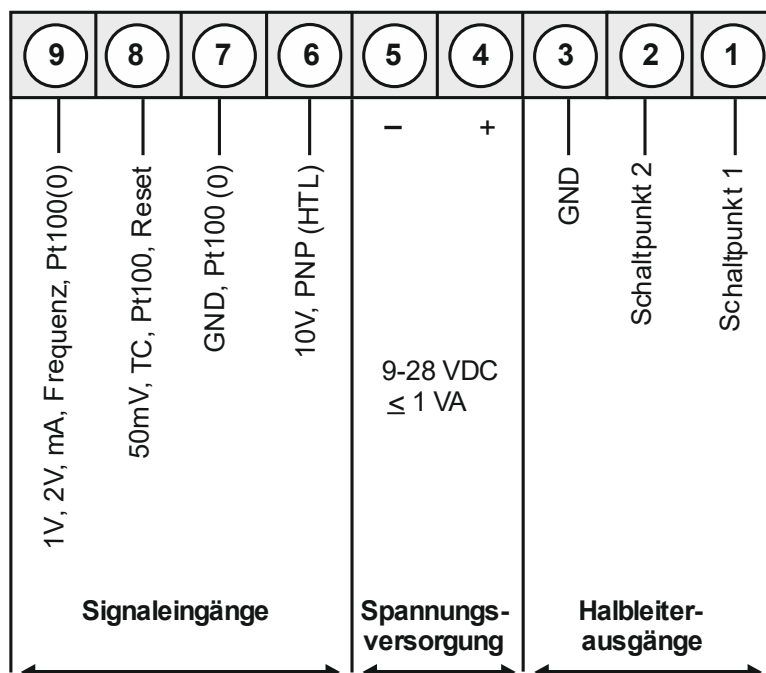 9 8 7 6 5 4 3 2 1
– +
1V, 2V, mA, Frequenz, Pt100(0)
50mV, TC, Pt100, Reset
GND, Pt100 (0)
10V, PNP (HTL)
9-28 VDC
≤ 1 VA
GND
Schaltpunkt 2
Schaltpunkt 1
Signaleingänge
Spannungs-
versorgung
Halbleiter-
ausgänge